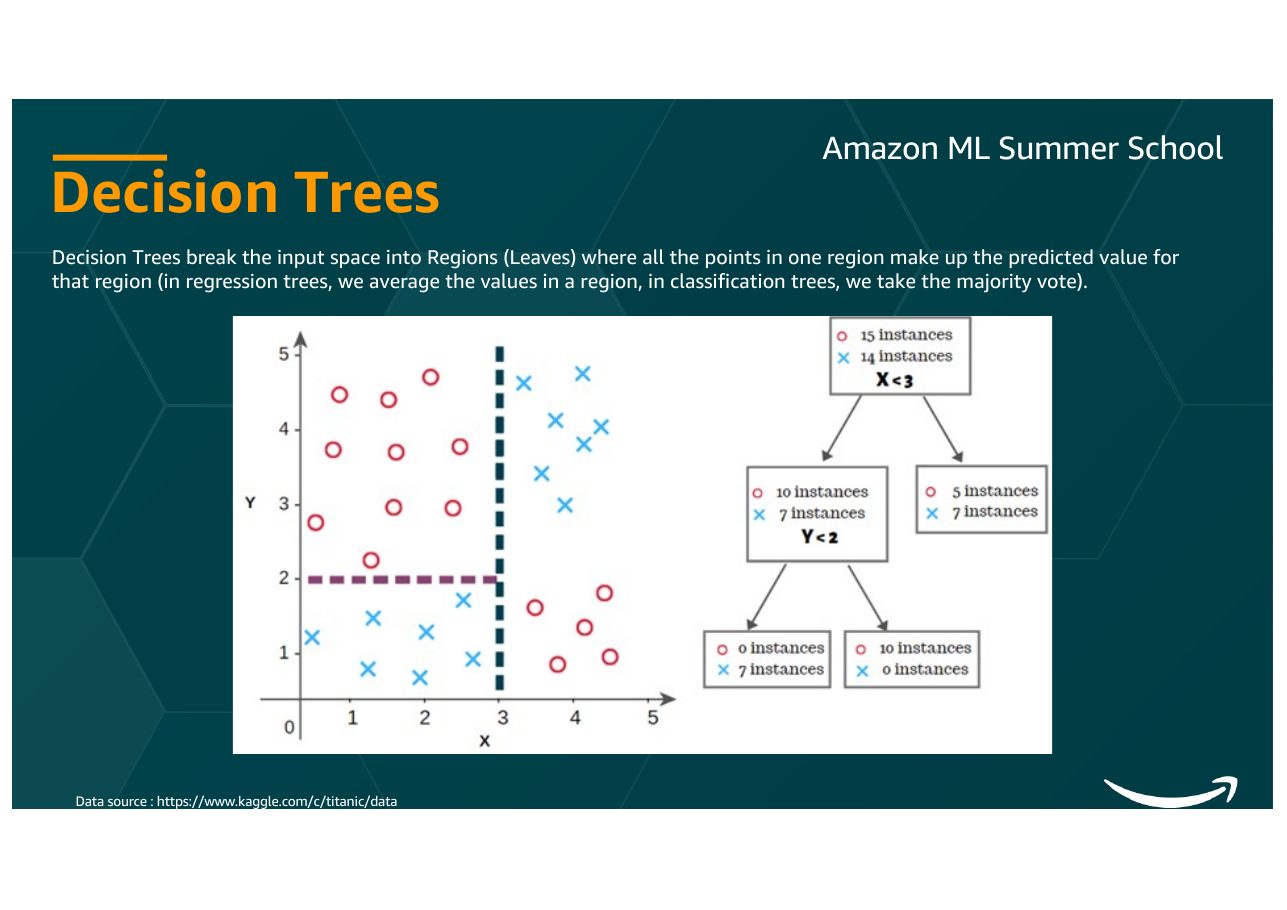 Amazon ML Summer School
Decision Trees
Decision Trees break the input space into Regions (Leaves) where all the points in one region make up the predicted value for
that region (in regression trees, we average the values in a region, in classification trees, we take the majority vote).
5
4
Y
3
2
1
0
1
2
3
4
5
X
15 instances
14 instances
X < 3
10 instances
7 instances
Y < 2
5 instances
7 instances
0 instances
7 instances
10 instances
0 instances
Data source : https://www.kaggle.com/c/titanic/data